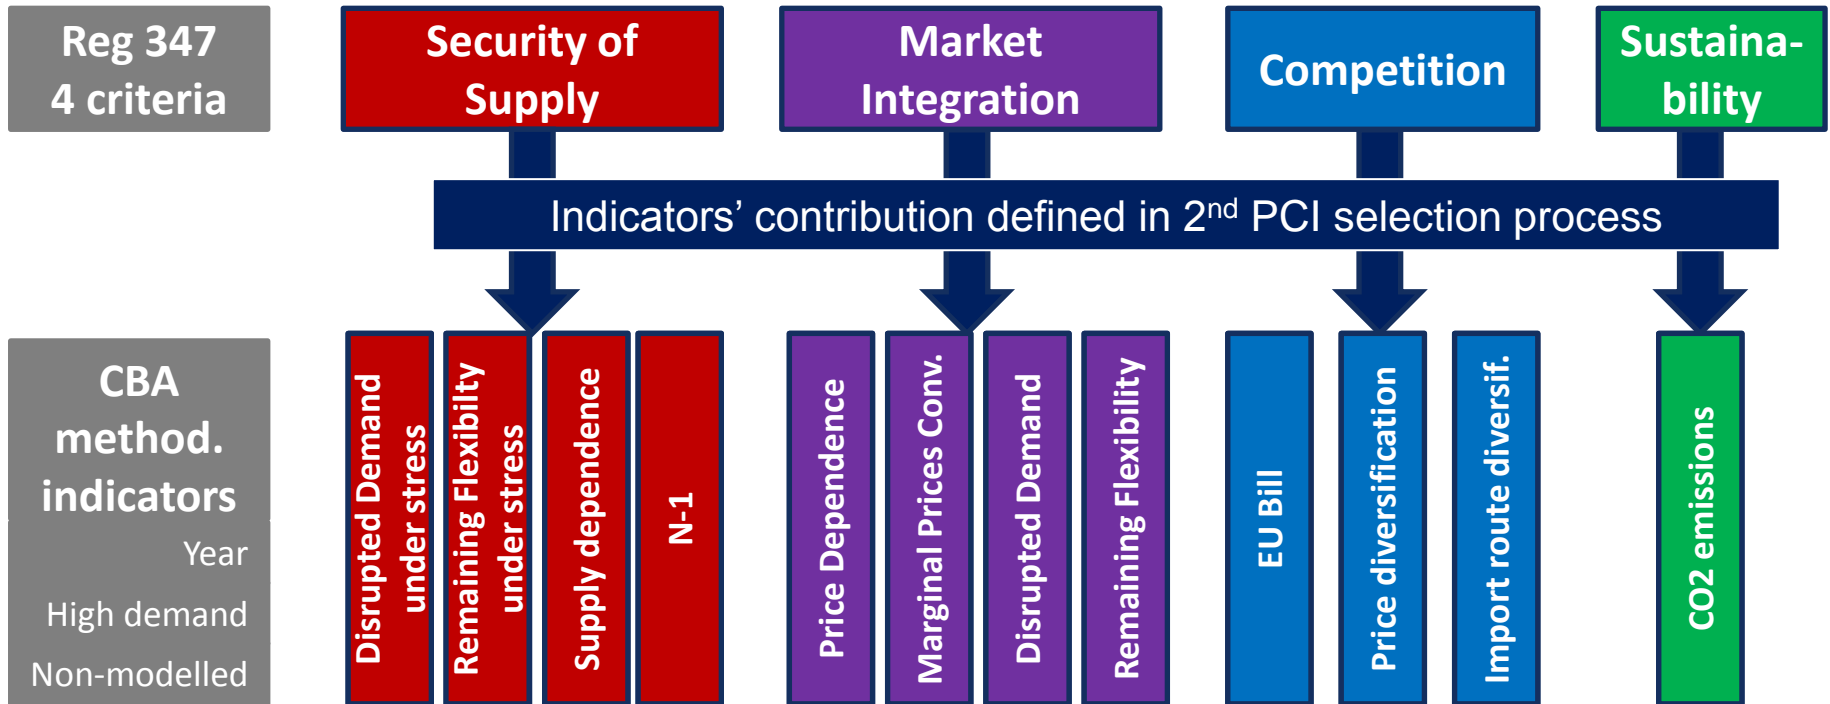 Reg 347
4 criteria
Security of
Supply
Market
Integration
Competition
Sustaina-
bility
Indicators’ contribution defined in 2nd PCI selection process
CBA
method.
indicators
Year
High demand
Non-modelled
Disrupted Demand
under stress
Remaining Flexibilty
under stress
Supply dependence
N-1
Price Dependence
Marginal Prices Conv.
Disrupted Demand
Remaining Flexibility
EU Bill
Price diversification
Import route diversif.
CO2 emissions